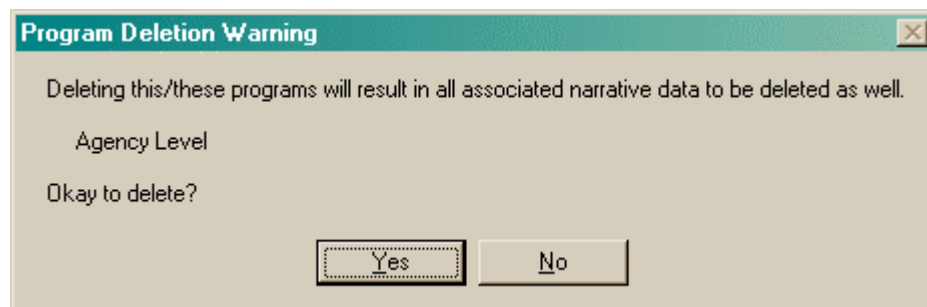 Program Deletion Warning
Deleting this/these programs will result in all associated narrative data to be deleted as well.
Agency Level
Okay to delete?
Yes No